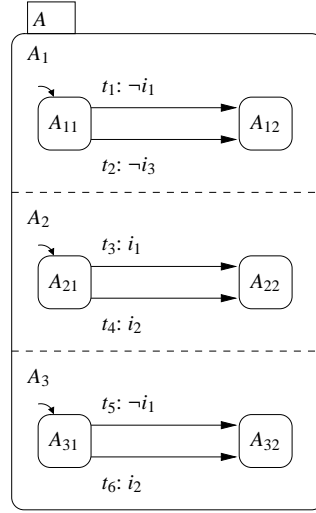 A
A₁
t₁: ¬i₁
A₁₁ A₁₂
t₂: ¬i₃
A₂
t₃: i₁
A₂₁ A₂₂
t₄: i₂
A₃
t₅: ¬i₁
A₃₁ A₃₂
t₆: i₂